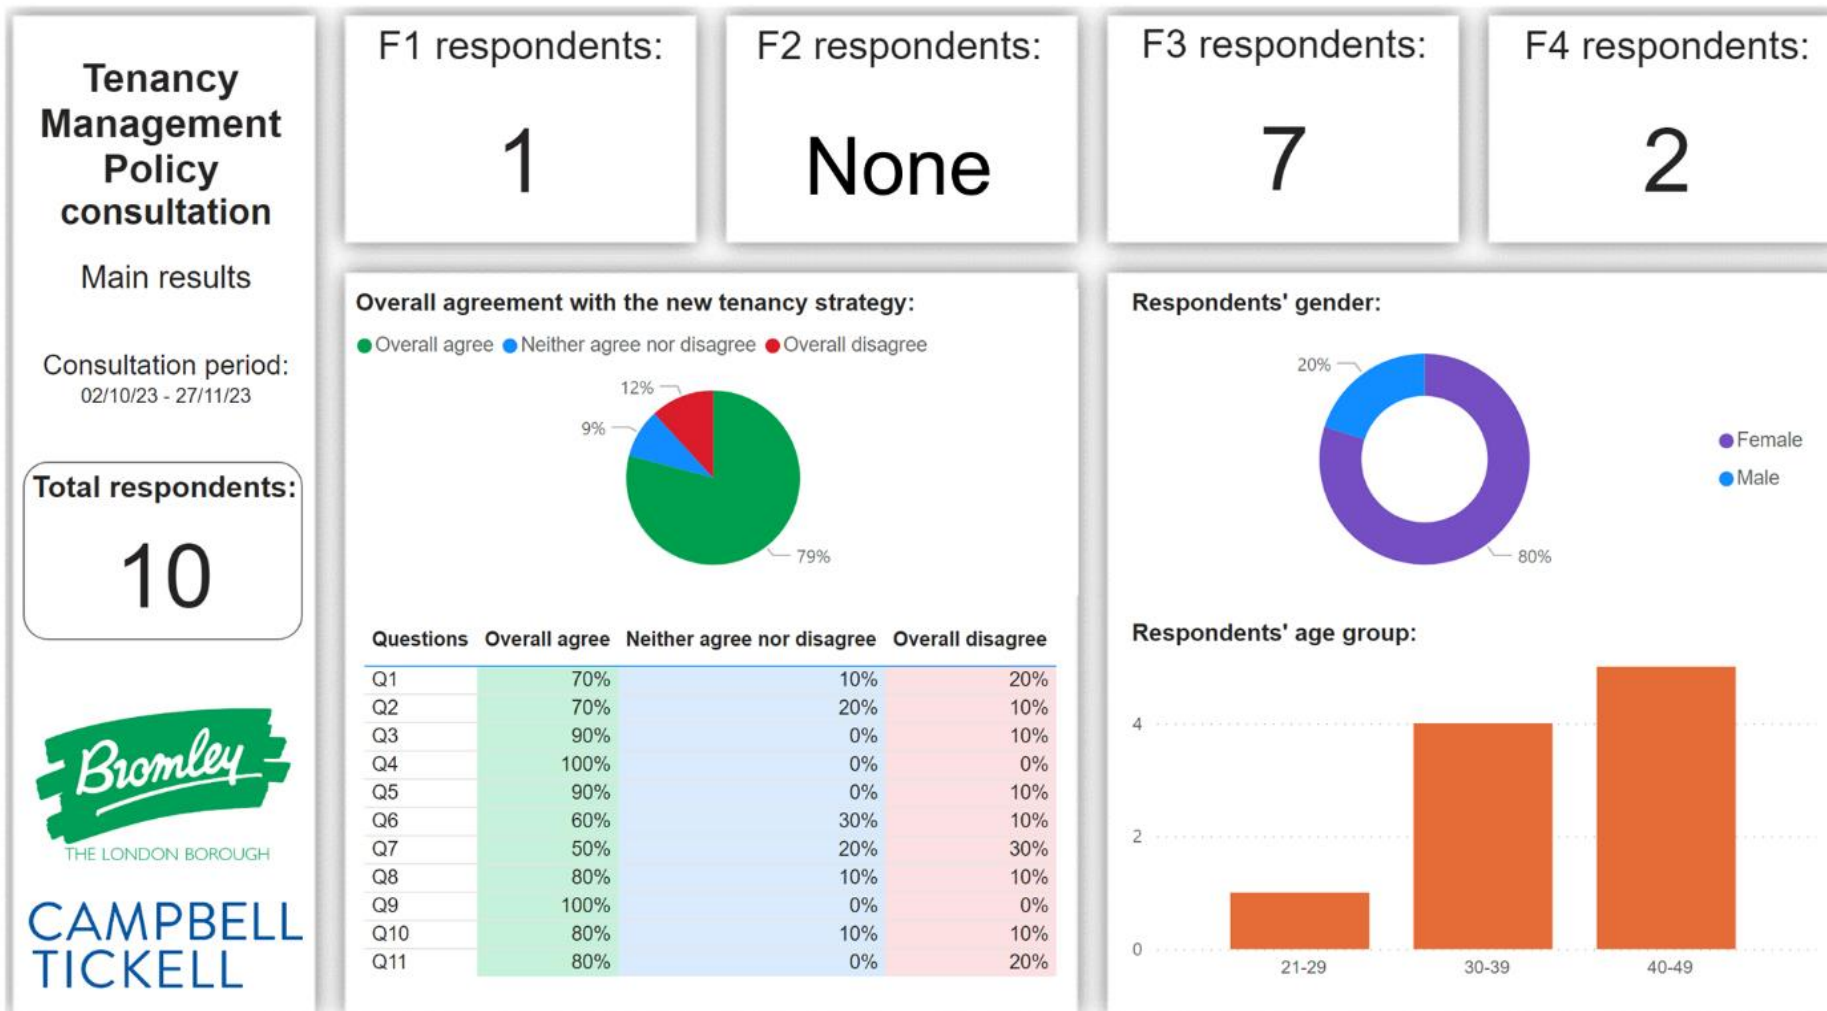 Tenancy
Management
Policy
consultation
Main results
Consultation period:
02/10/23 - 27/11/23
Total respondents:
10
Bromley
THE LONDON BOROUGH
CAMPBELL
TICKELL
F1 respondents:
1
F2 respondents:
None
F3 respondents:
7
F4 respondents:
2
Overall agreement with the new tenancy strategy:
Overall agree Neither agree nor disagree Overall disagree
12%
9%
79%
Questions Overall agree Neither agree nor disagree Overall disagree
Q1 70% 10% 20%
Q2 70% 20% 10%
Q3 90% 0% 10%
Q4 100% 0% 0%
Q5 90% 0% 10%
Q6 60% 30% 10%
Q7 50% 20% 30%
Q8 80% 10% 10%
Q9 100% 0% 0%
Q10 80% 10% 10%
Q11 80% 0% 20%
Respondents' gender:
20%
80%
Female
Male
Respondents' age group:
4
2
0
21-29 30-39 40-49